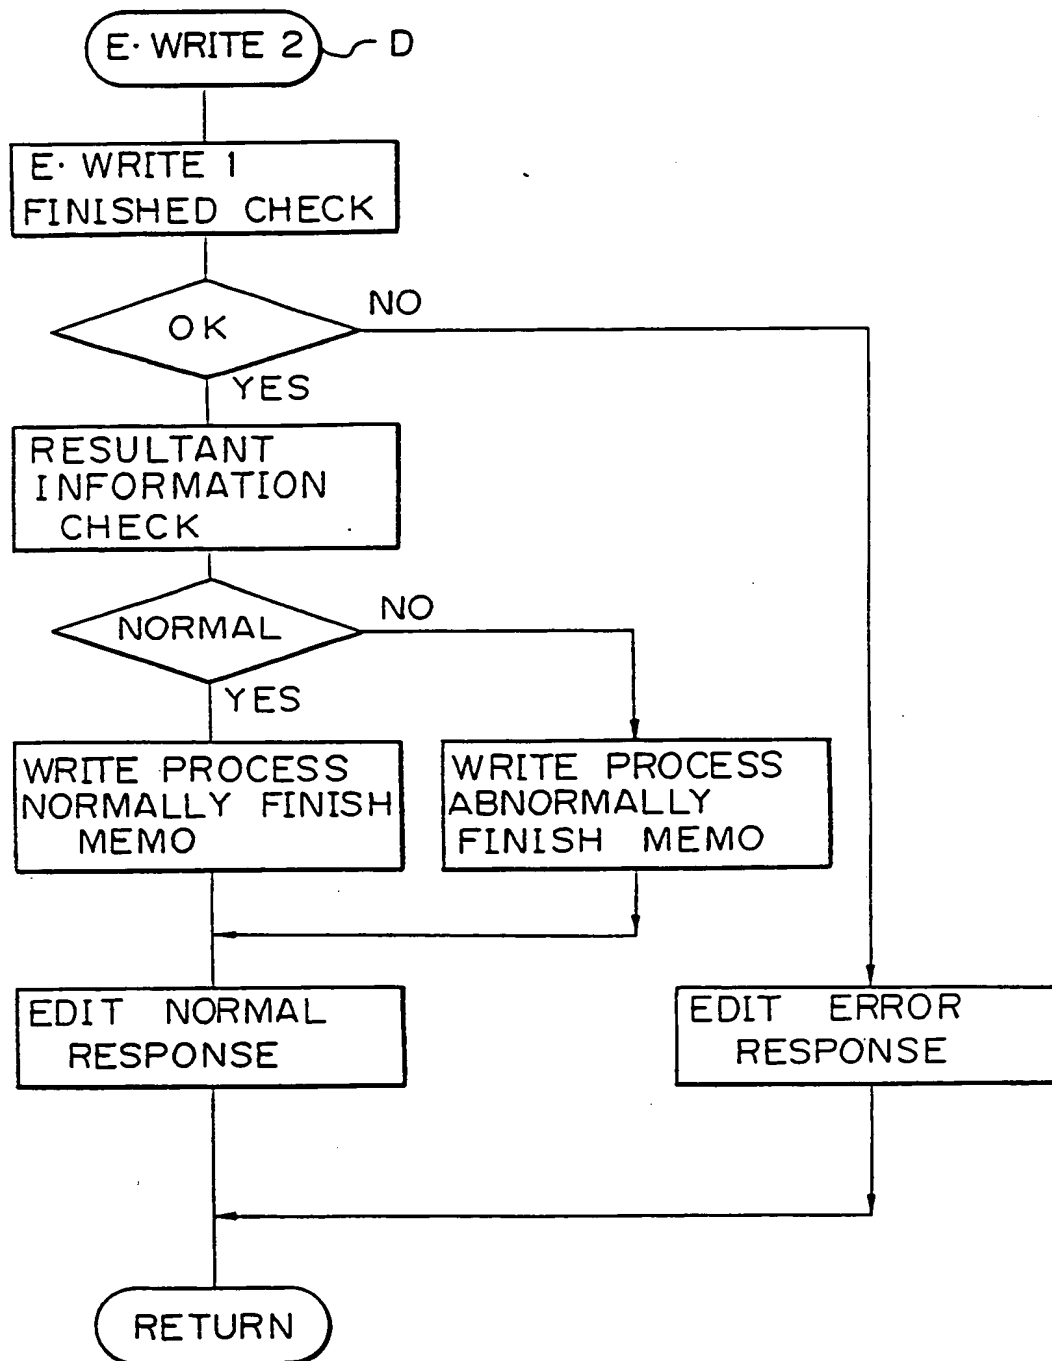 E· WRITE 2
D
E· WRITE 1
FINISHED CHECK
OK
NO
YES
RESULTANT
INFORMATION
CHECK
NORMAL
NO
YES
WRITE PROCESS
NORMALLY FINISH
MEMO
WRITE PROCESS
ABNORMALLY
FINISH MEMO
EDIT NORMAL
RESPONSE
EDIT ERROR
RESPONSE
RETURN